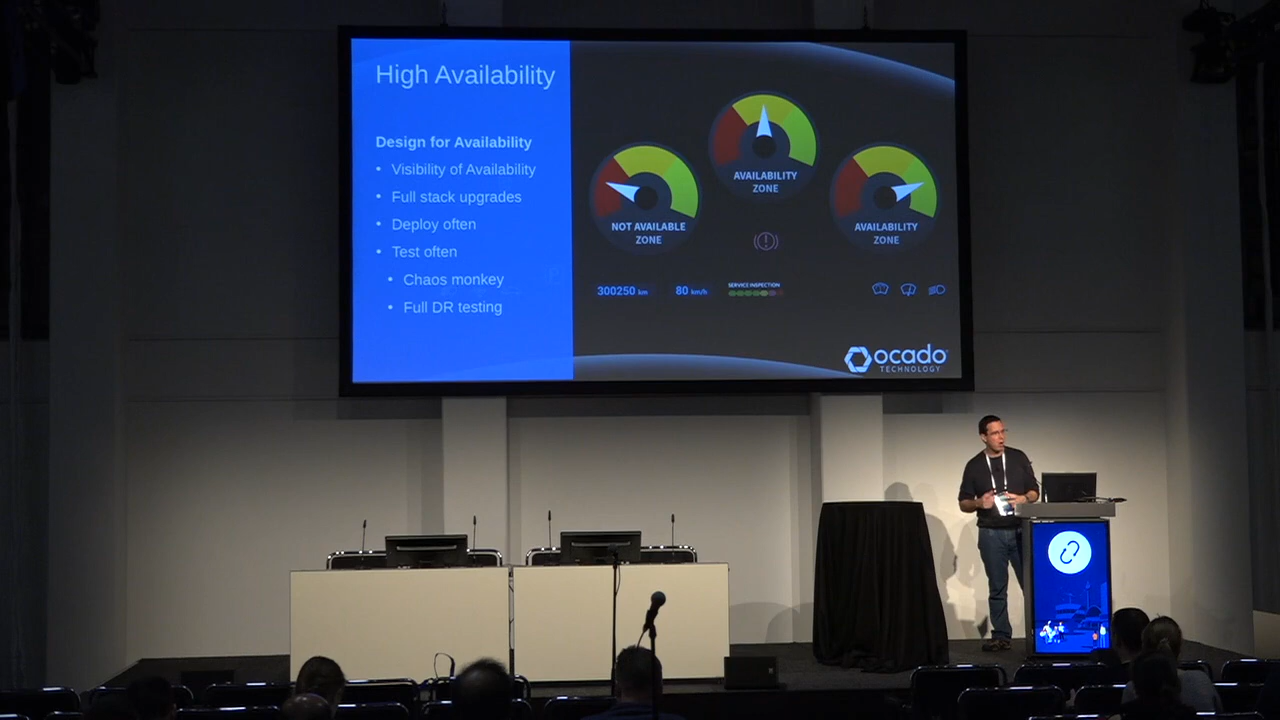 High Availability
Design for Availability
• Visibility of Availability
• Full stack upgrades
• Deploy often
• Test often
• Chaos monkey
• Full DR testing
AVAILABILITY
ZONE
NOT AVAILABLE
ZONE
AVAILABILITY
ZONE
300250 km
80 km/h
SERVICE INSPECTION
ocado
TECHNOLOGY